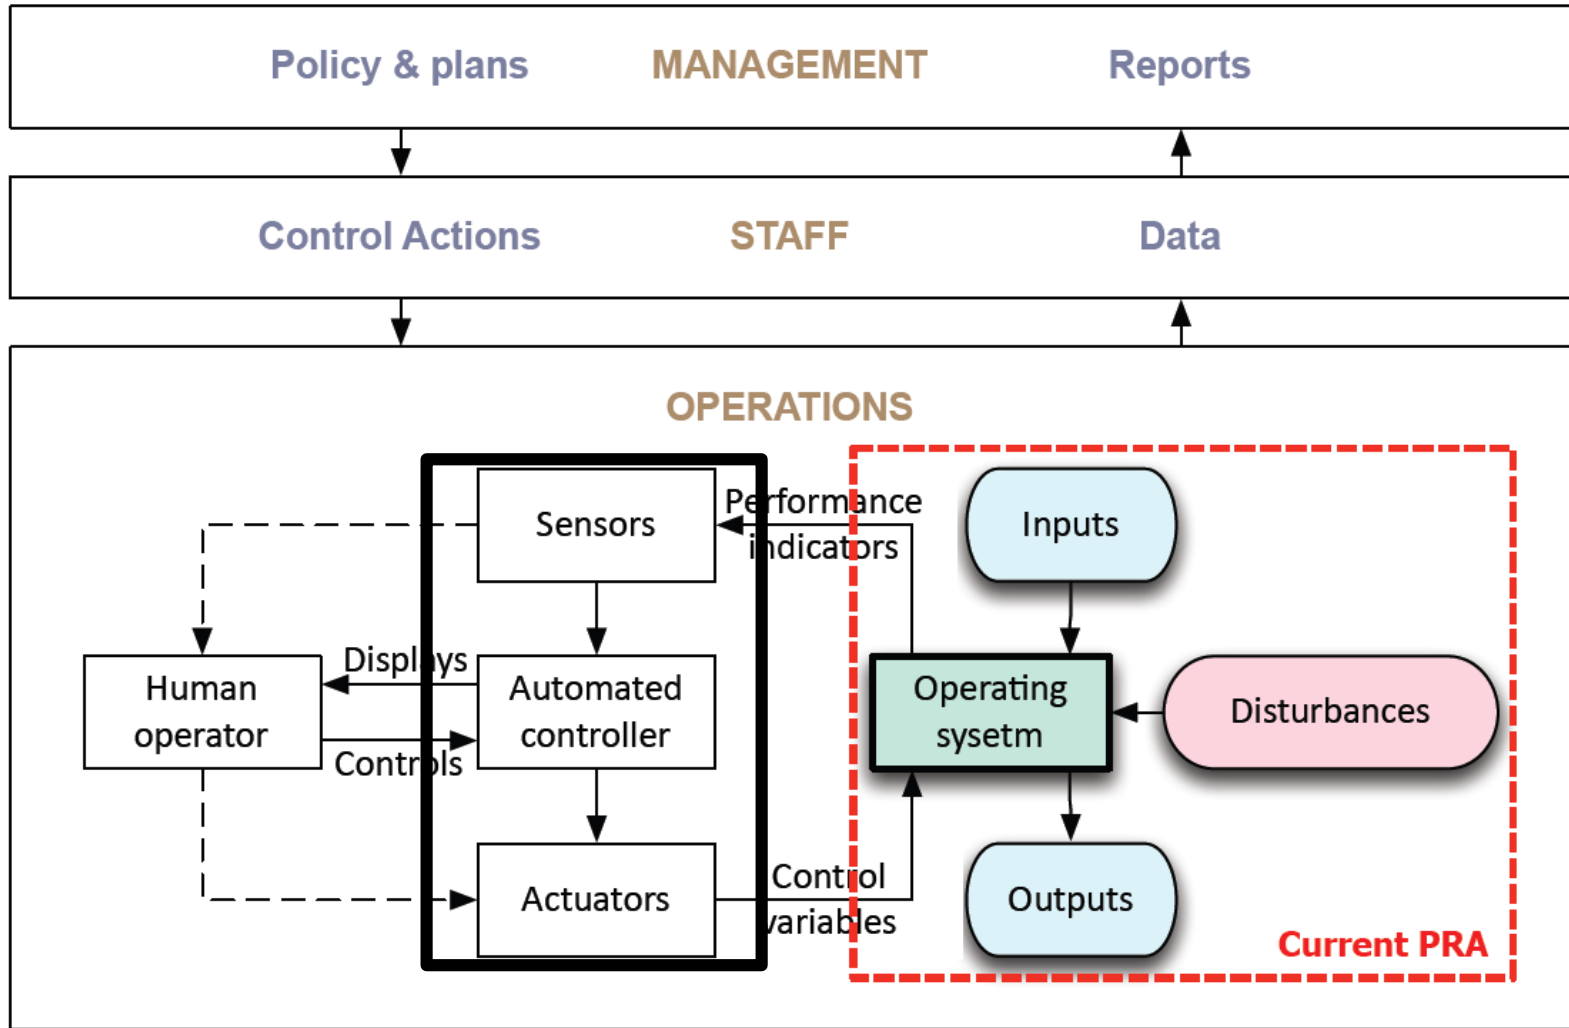 Policy & plans
MANAGEMENT
Reports
Control Actions
STAFF
Data
OPERATIONS
Sensors
Performance
indicators
Inputs
Human
operator
Displays
Controls
Automated
controller
Operating
sysetm
Disturbances
Actuators
Control
variables
Outputs
Current PRA